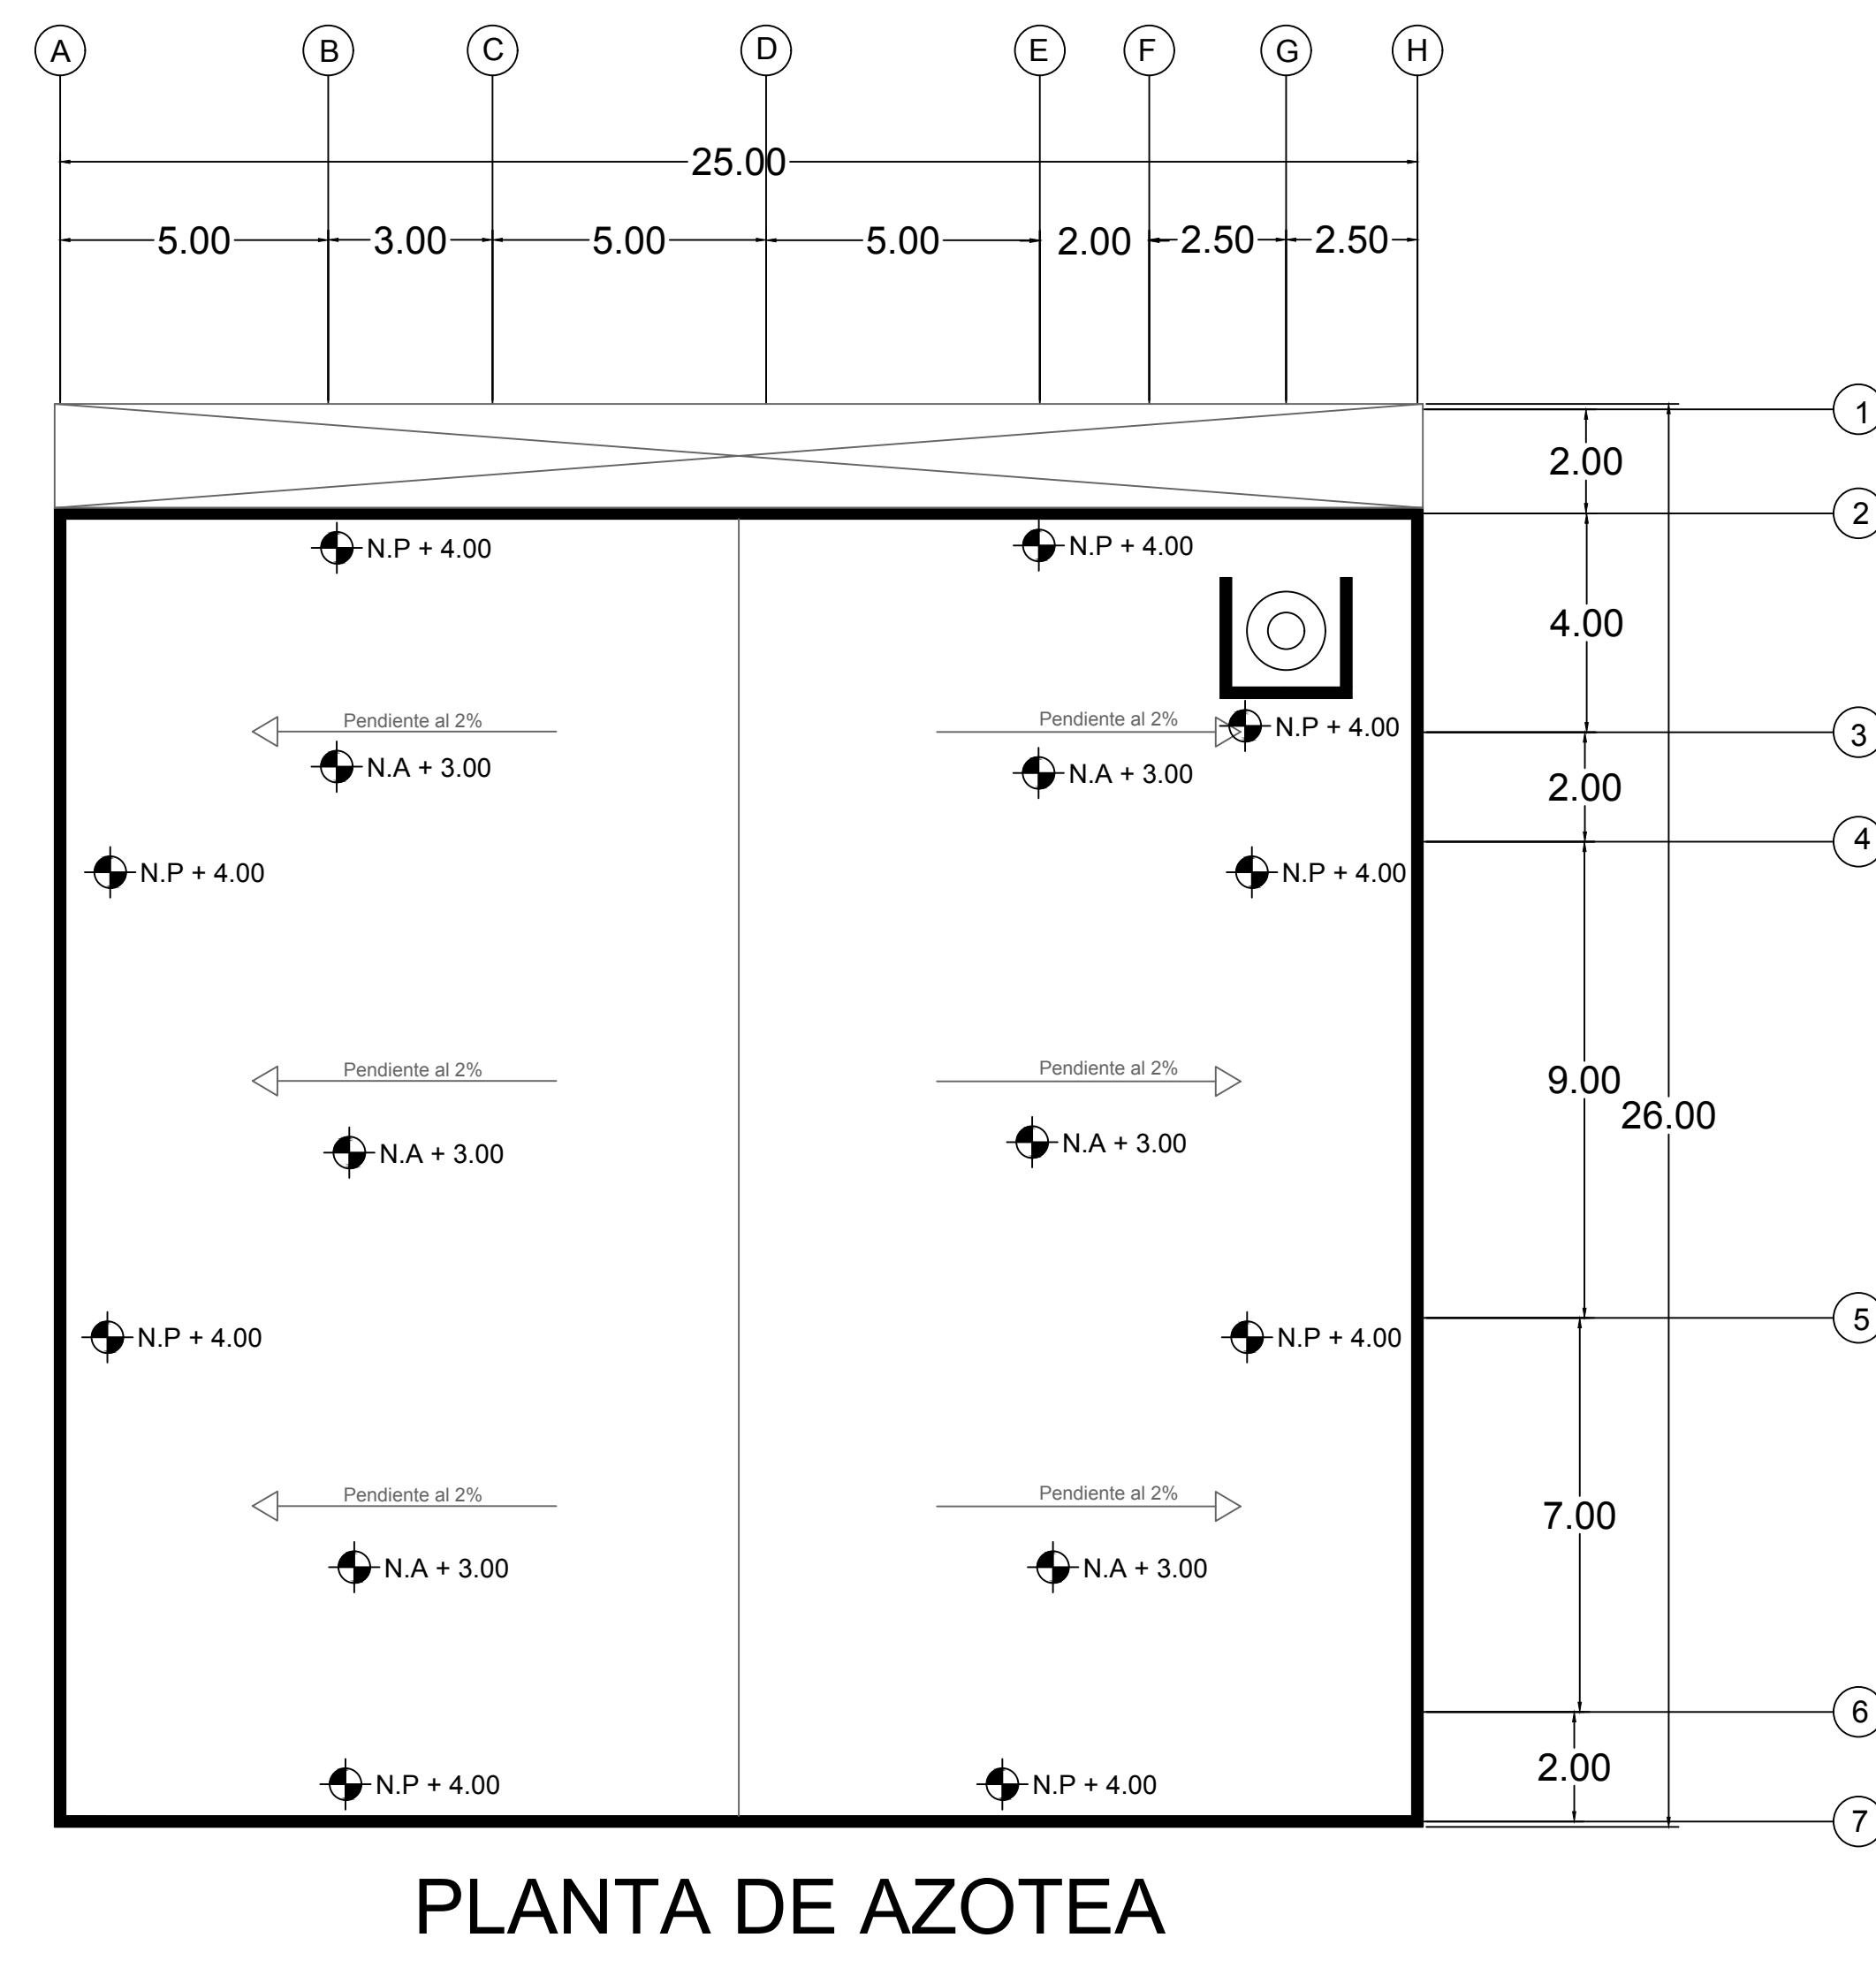 A B C D E F G H
25.00
5.00 3.00 5.00 5.00 2.00 2.50 2.50
1
2.00
2
N.P + 4.00 N.P + 4.00
4.00
Pendiente al 2% Pendiente al 2% N.P + 4.00
3
N.A + 3.00 N.A + 3.00
2.00
4
N.P + 4.00 N.P + 4.00
Pendiente al 2% Pendiente al 2%
9.00
26.00
N.A + 3.00 N.A + 3.00
5
N.P + 4.00 N.P + 4.00
Pendiente al 2% Pendiente al 2%
7.00
N.A + 3.00 N.A + 3.00
6
2.00
N.P + 4.00 N.P + 4.00
7
PLANTA DE AZOTEA